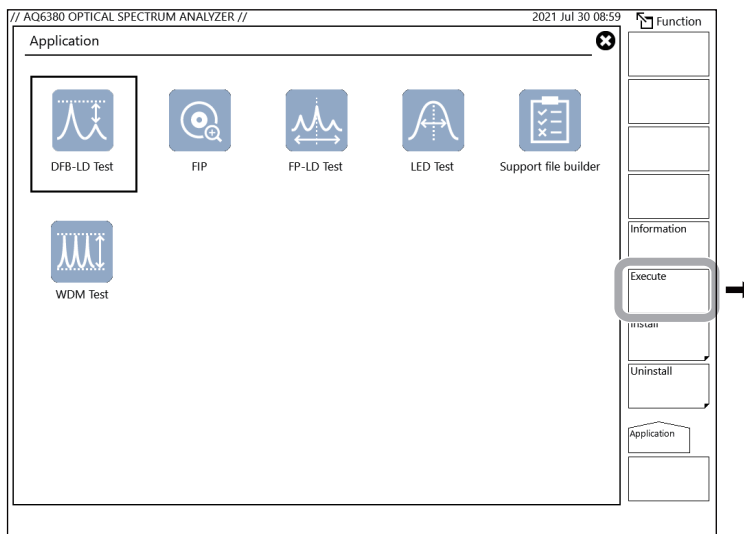 // AQ6380 OPTICAL SPECTRUM ANALYZER // 2021 Jul 30 08:59
Function
Application
DFB-LD Test FIP FP-LD Test LED Test Support file builder
WDM Test
Information
Execute
Install
Uninstall
Application